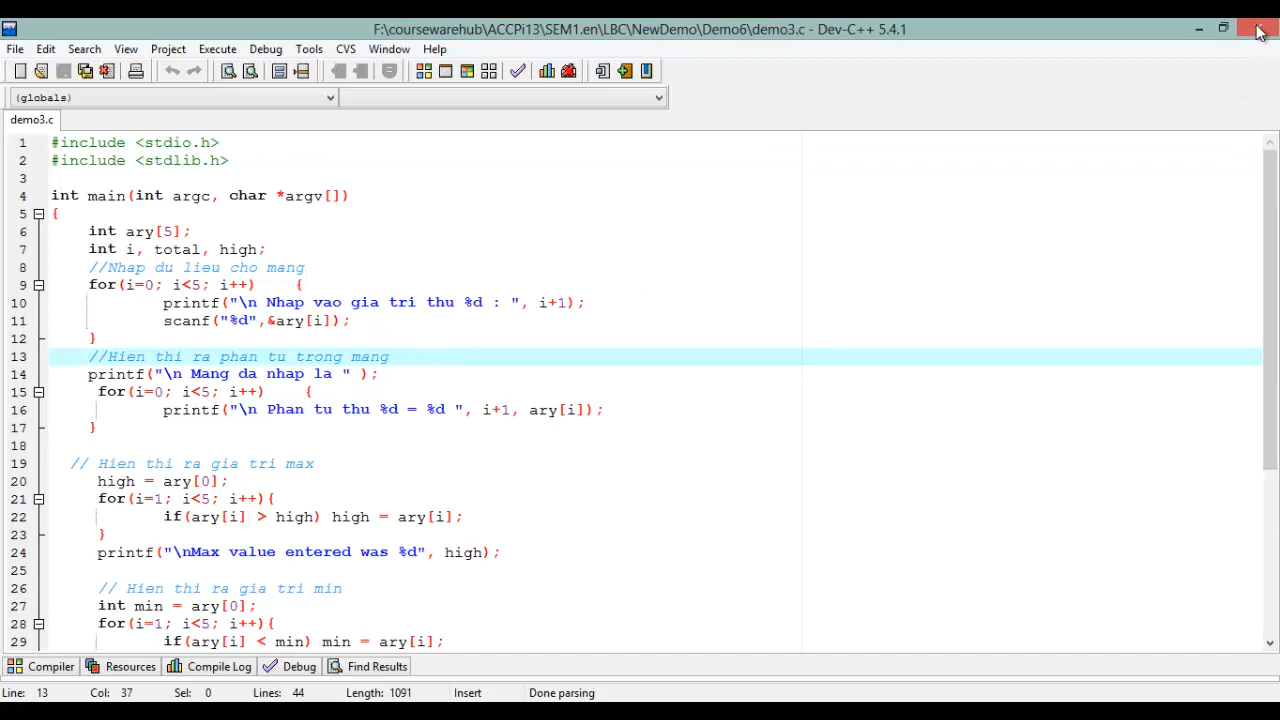 F:\coursewarehub\ACCPi13\SEM1.en\LBC\NewDemo\Demo6\demo3.c - Dev-C++ 5.4.1
File Edit Search View Project Execute Debug Tools CVS Window Help
(globals)
demo3.c
1 #include <stdio.h>
2 #include <stdlib.h>
3
4 int main(int argc, char *argv[])
5 {
6 int ary[5];
7 int i, total, high;
8 //Nhap du lieu cho mang
9 for(i=0; i<5; i++) {
10 printf("\n Nhap vao gia tri thu %d : ", i+1);
11 scanf("%d",&ary[i]);
12 }
13 //Hien thi ra phan tu trong mang
14 printf("\n Mang da nhap la " );
15 for(i=0; i<5; i++) {
16 printf("\n Phan tu thu %d = %d ", i+1, ary[i]);
17 }
18
19 // Hien thi ra gia tri max
20 high = ary[0];
21 for(i=1; i<5; i++){
22 if(ary[i] > high) high = ary[i];
23 }
24 printf("\nMax value entered was %d", high);
25
26 // Hien thi ra gia tri min
27 int min = ary[0];
28 for(i=1; i<5; i++){
29 if(ary[i] < min) min = ary[i];
Compiler Resources Compile Log Debug Find Results
Line: 13 Col: 37 Sel: 0 Lines: 44 Length: 1091 Insert Done parsing